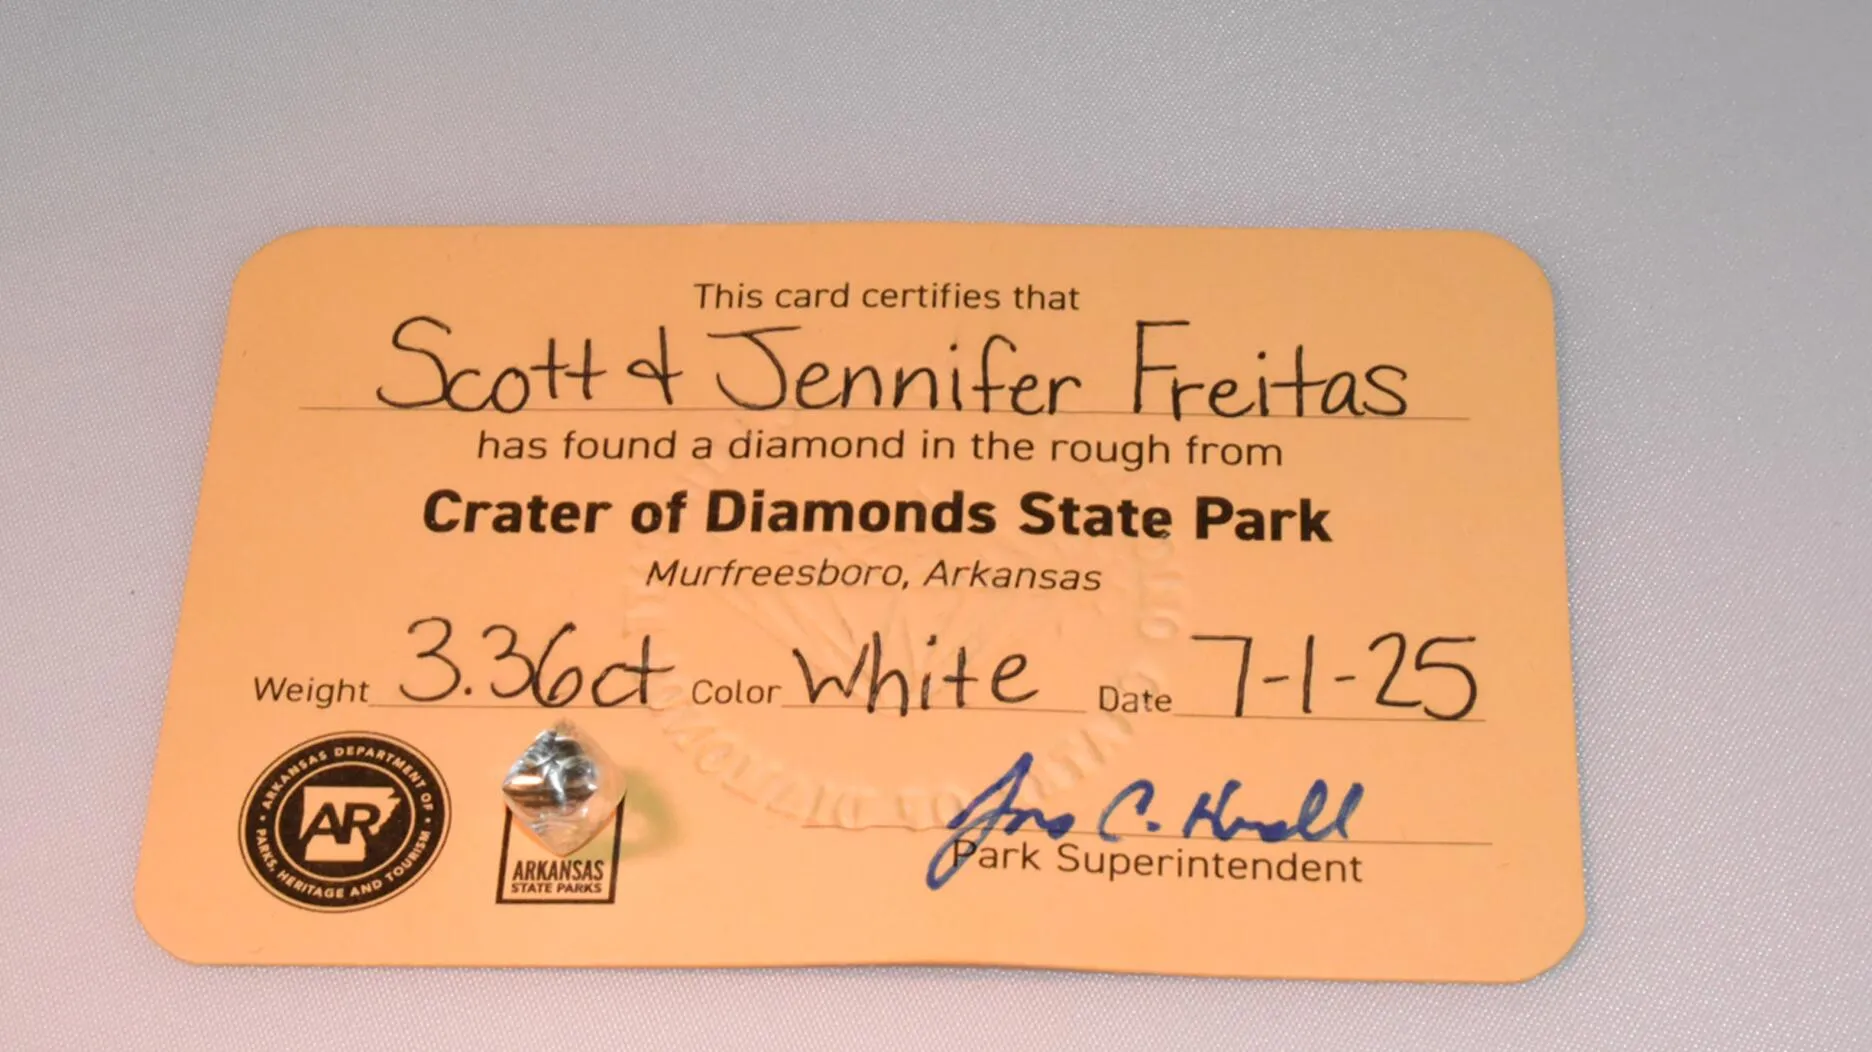 This card certifies that
Scott & Jennifer Freitas
has found a diamond in the rough from
Crater of Diamonds State Park
Murfreesboro, Arkansas
Weight 3.36ct Color White Date 7-1-25
ARKANSAS DEPARTMENT OF
PARKS, HERITAGE AND TOURISM
AR
ARKANSAS
STATE PARKS
Park Superintendent